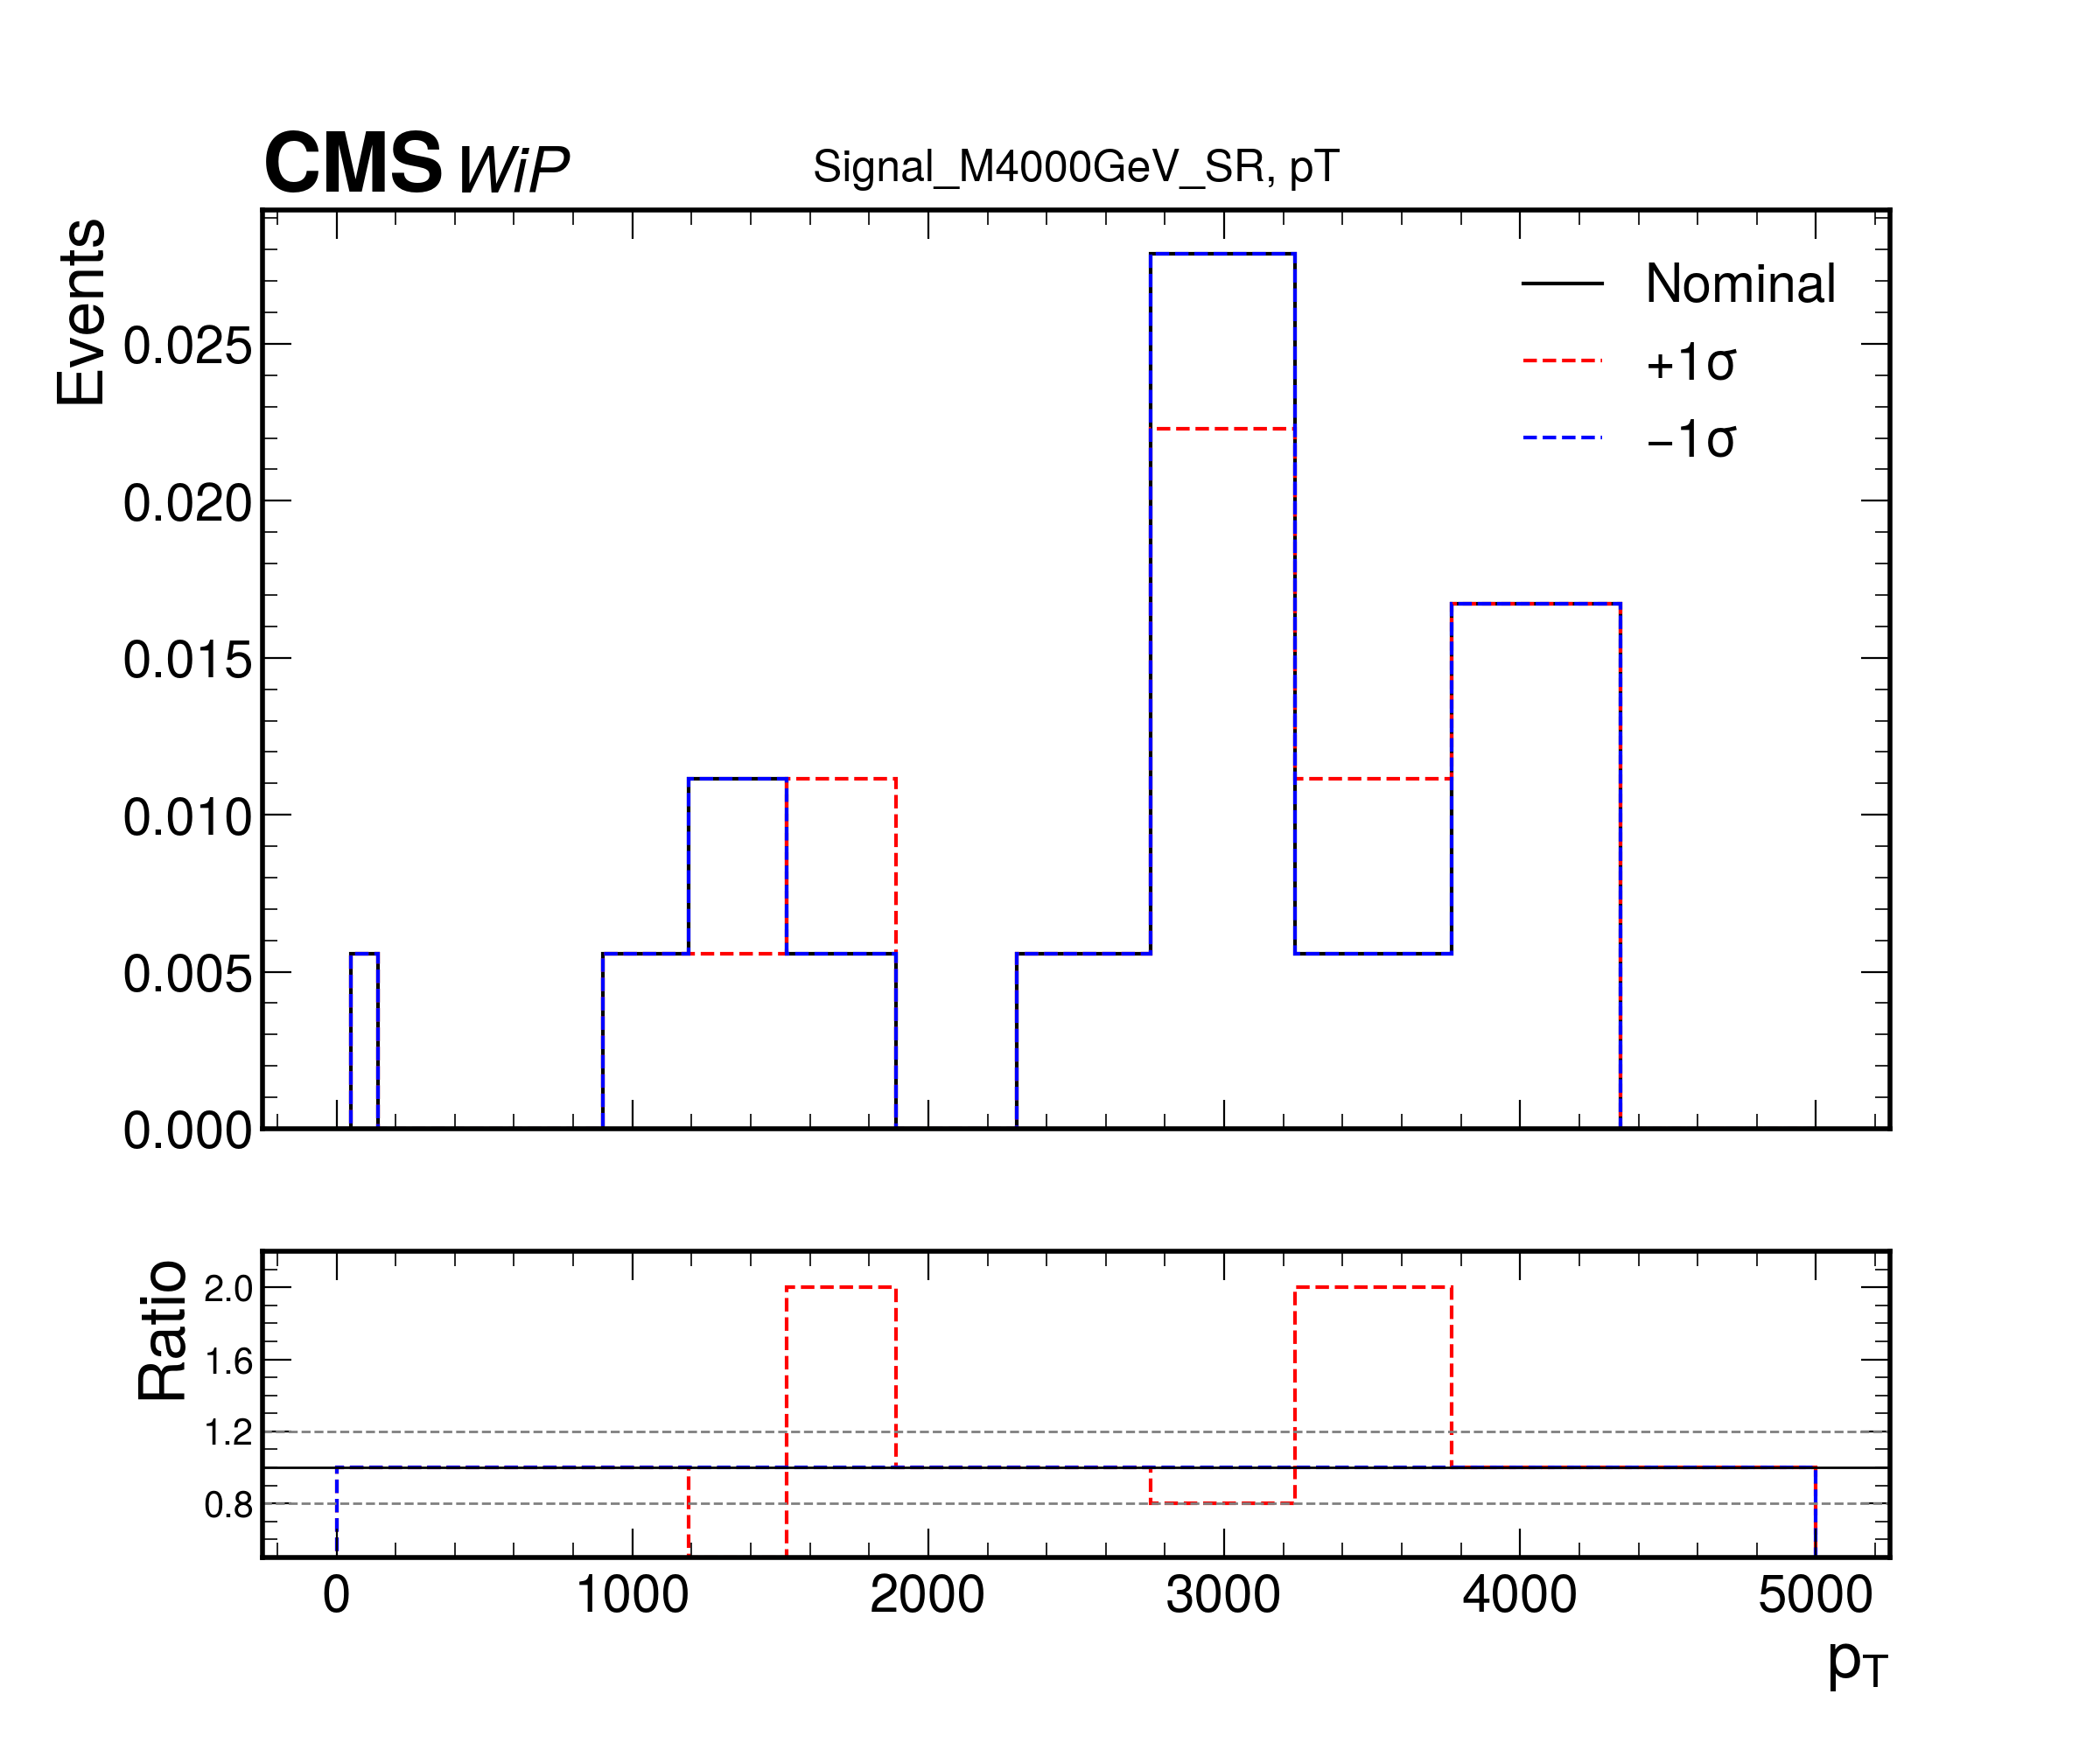 CMS WiP Signal_M4000GeV_SR, pT
Events
0.025
0.020
0.015
0.010
0.005
0.000
Nominal
+1σ
−1σ
Ratio
2.0
1.6
1.2
0.8
0 1000 2000 3000 4000 5000
pT